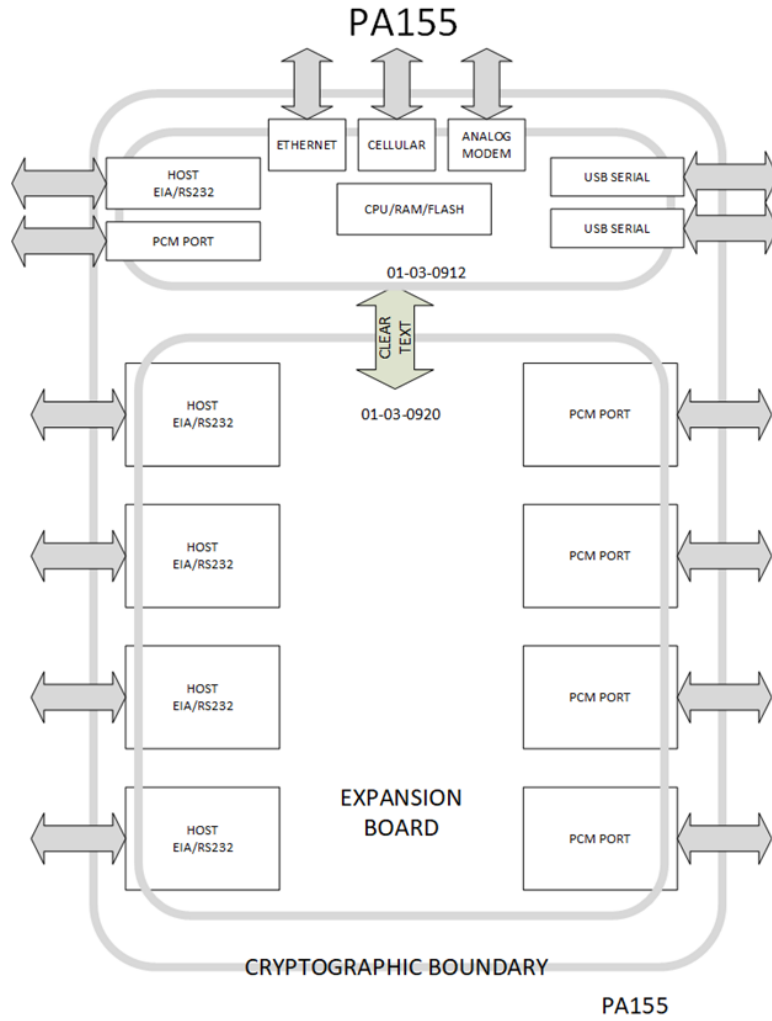 PA155
ETHERNET
CELLULAR
ANALOG
MODEM
HOST
EIA/RS232
USB SERIAL
CPU/RAM/FLASH
PCM PORT
USB SERIAL
01-03-0912
CLEAR
TEXT
HOST
EIA/RS232
01-03-0920
PCM PORT
HOST
EIA/RS232
PCM PORT
HOST
EIA/RS232
PCM PORT
EXPANSION
BOARD
HOST
EIA/RS232
PCM PORT
CRYPTOGRAPHIC BOUNDARY
PA155